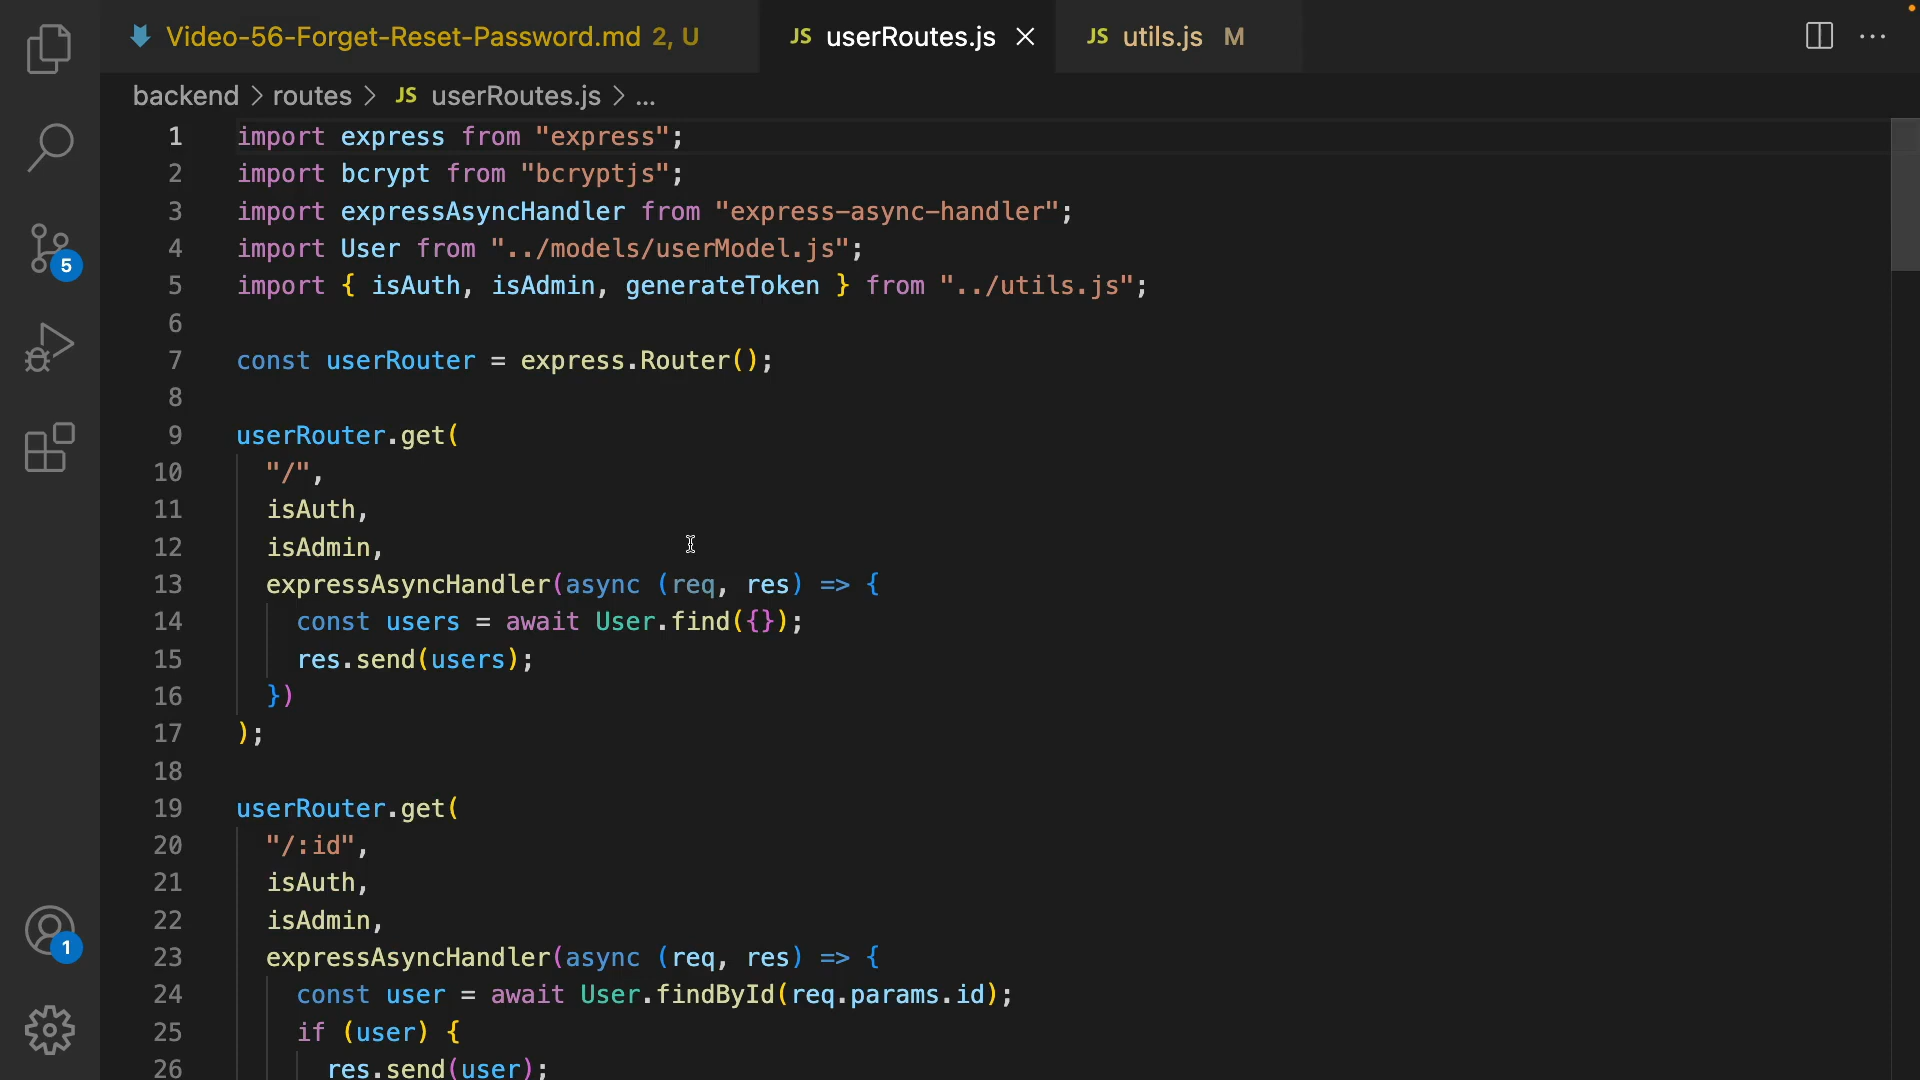 Video-56-Forget-Reset-Password.md 2, U
JS userRoutes.js
JS utils.js M
backend > routes > JS userRoutes.js > ...
1 import express from "express";
2 import bcrypt from "bcryptjs";
3 import expressAsyncHandler from "express-async-handler";
4 import User from "../models/userModel.js";
5 import { isAuth, isAdmin, generateToken } from "../utils.js";
6
7 const userRouter = express.Router();
8
9 userRouter.get(
10 "/",
11 isAuth,
12 isAdmin,
13 expressAsyncHandler(async (req, res) => {
14 const users = await User.find({});
15 res.send(users);
16 })
17 );
18
19 userRouter.get(
20 "/:id",
21 isAuth,
22 isAdmin,
23 expressAsyncHandler(async (req, res) => {
24 const user = await User.findById(req.params.id);
25 if (user) {
26 res.send(user);
5
1